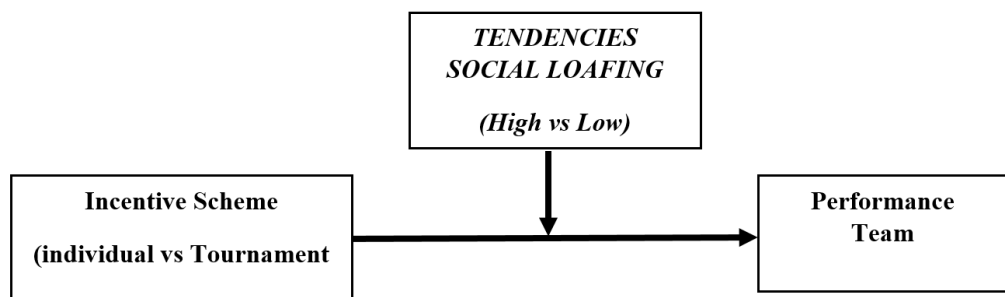 TENDENCIES
SOCIAL LOAFING
(High vs Low)
Incentive Scheme
(individual vs Tournament
Performance
Team